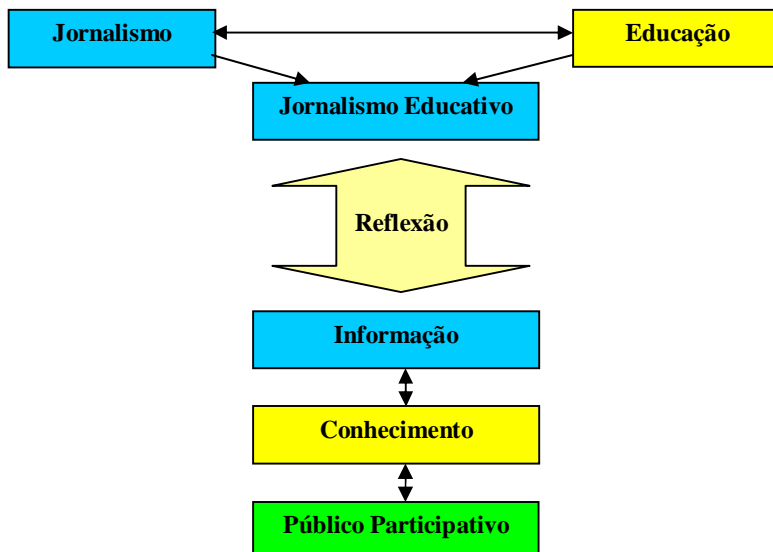 Jornalismo
Educação
Jornalismo Educativo
Reflexão
Informação
Conhecimento
Público Participativo